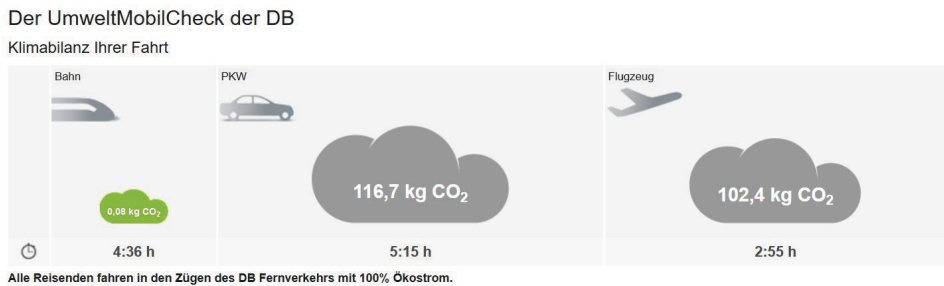 Der UmweltMobilCheck der DB
Klimabilanz Ihrer Fahrt
Bahn PKW Flugzeug
0,08 kg CO₂ 116,7 kg CO₂ 102,4 kg CO₂
4:36 h 5:15 h 2:55 h
Alle Reisenden fahren in den Zügen des DB Fernverkehrs mit 100% Ökostrom.